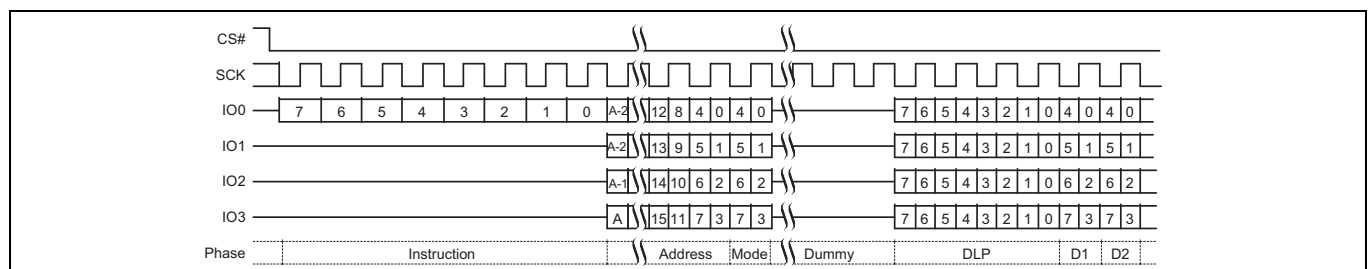 CS#
SCK
IO0 7 6 5 4 3 2 1 0 A-2 12 8 4 0 4 0 7 6 5 4 3 2 1 0 4 0 4 0
IO1 A-2 13 9 5 1 5 1 7 6 5 4 3 2 1 0 5 1 5 1
IO2 A-1 14 10 6 2 6 2 7 6 5 4 3 2 1 0 6 2 6 2
IO3 A 15 11 7 3 7 3 7 6 5 4 3 2 1 0 7 3 7 3
Phase Instruction Address Mode Dummy DLP D1 D2